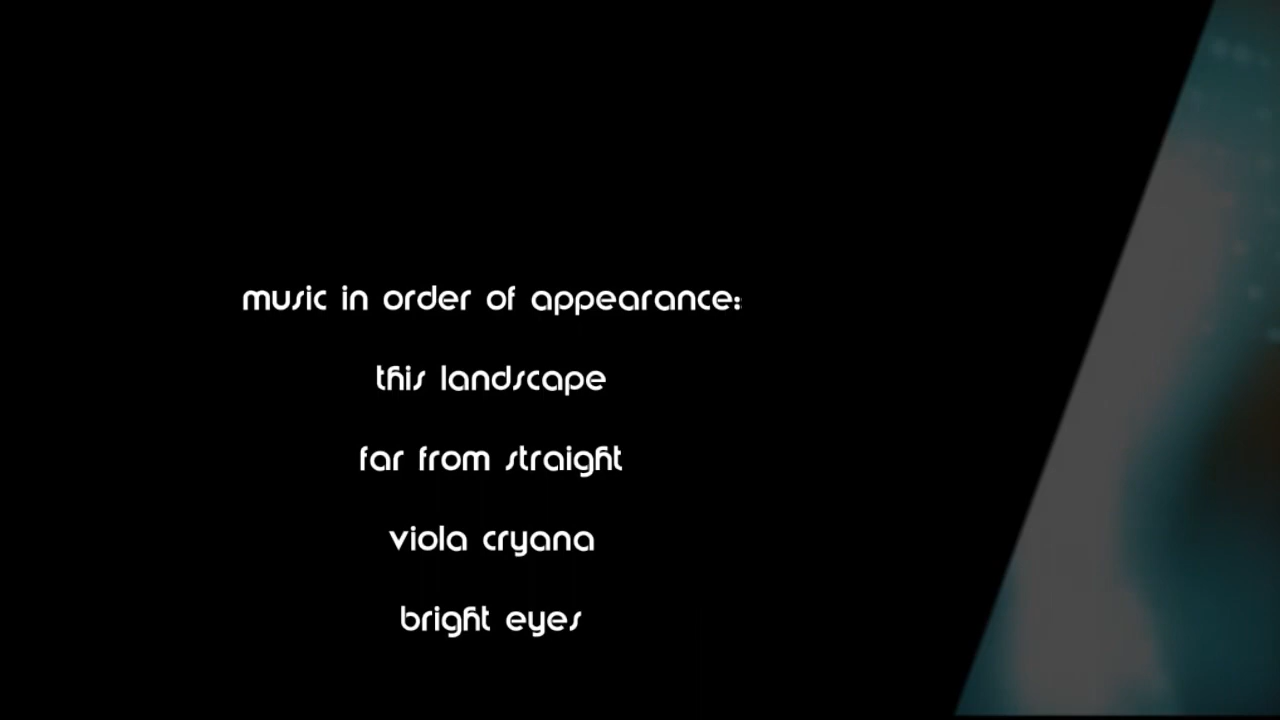 music in order of appearance:
this landscape
far from straight
viola cryana
bright eyes